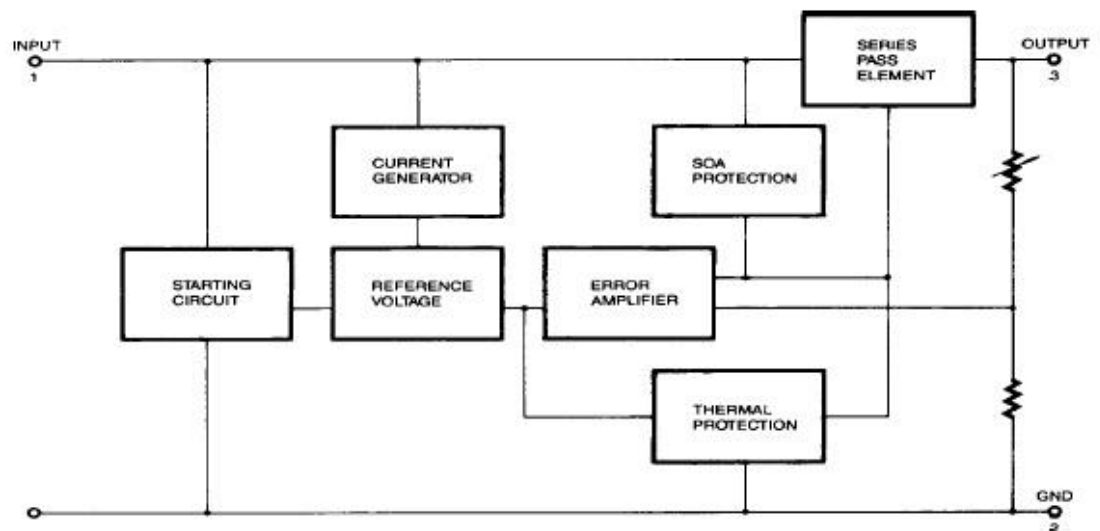 INPUT
1
SERIES
PASS
ELEMENT
OUTPUT
3
CURRENT
GENERATOR
SOA
PROTECTION
STARTING
CIRCUIT
REFERENCE
VOLTAGE
ERROR
AMPLIFIER
THERMAL
PROTECTION
GND
2